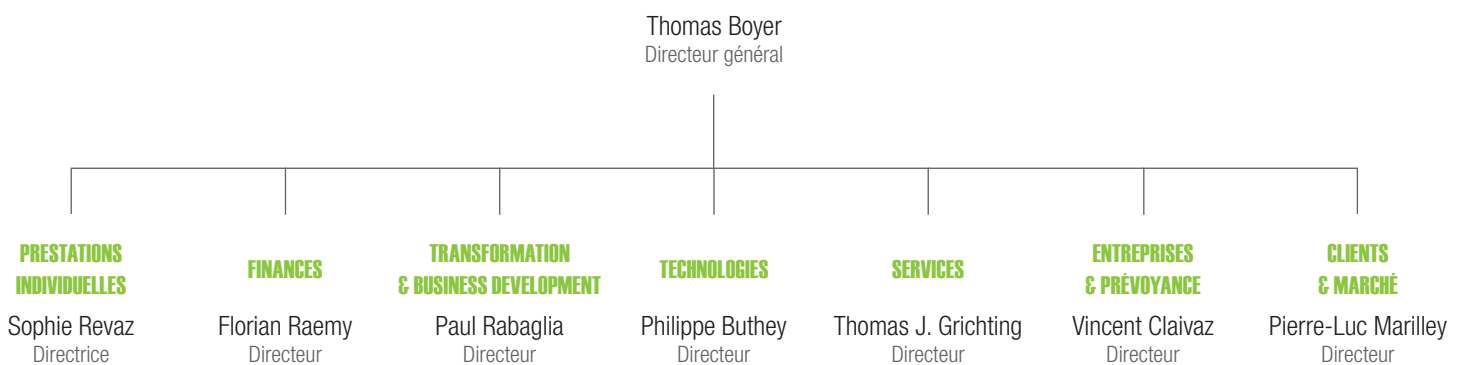 Thomas Boyer
Directeur général
PRESTATIONS
INDIVIDUELLES
Sophie Revaz
Directrice
FINANCES
Florian Raemy
Directeur
TRANSFORMATION
& BUSINESS DEVELOPMENT
Paul Rabaglia
Directeur
TECHNOLOGIES
Philippe Buthey
Directeur
SERVICES
Thomas J. Grichting
Directeur
ENTREPRISES
& PRÉVOYANCE
Vincent Claivaz
Directeur
CLIENTS
& MARCHÉ
Pierre-Luc Marilley
Directeur